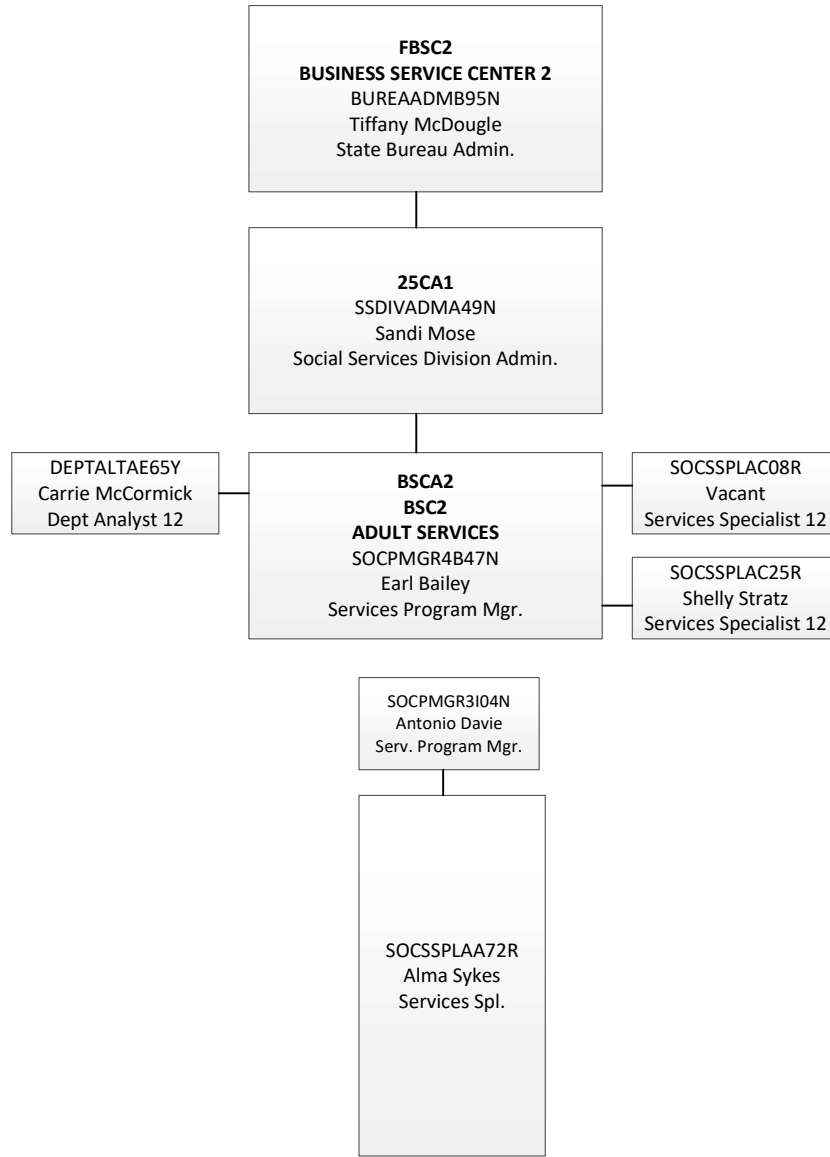 FBSC2
BUSINESS SERVICE CENTER 2
BUREAADMB95N
Tiffany McDougle
State Bureau Admin.
25CA1
SSDIVADMA49N
Sandi Mose
Social Services Division Admin.
DEPTALTAE65Y
Carrie McCormick
Dept Analyst 12
BSCA2
BSC2
ADULT SERVICES
SOCPMGR4B47N
Earl Bailey
Services Program Mgr.
SOCSSPLAC08R
Vacant
Services Specialist 12
SOCSSPLAC25R
Shelly Stratz
Services Specialist 12
SOCPMGR3I04N
Antonio Davie
Serv. Program Mgr.
SOCSSPLAA72R
Alma Sykes
Services Spl.